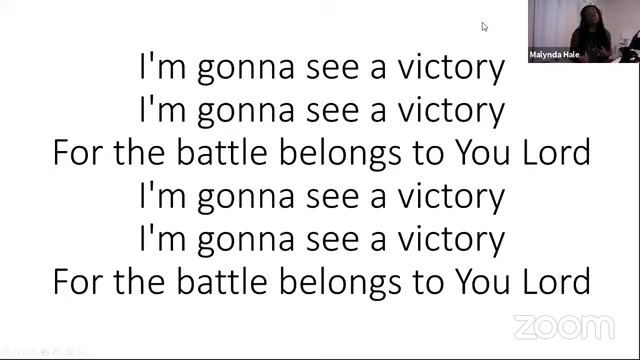 Malynda Hale
I'm gonna see a victory
I'm gonna see a victory
For the battle belongs to You Lord
I'm gonna see a victory
I'm gonna see a victory
For the battle belongs to You Lord
zoom